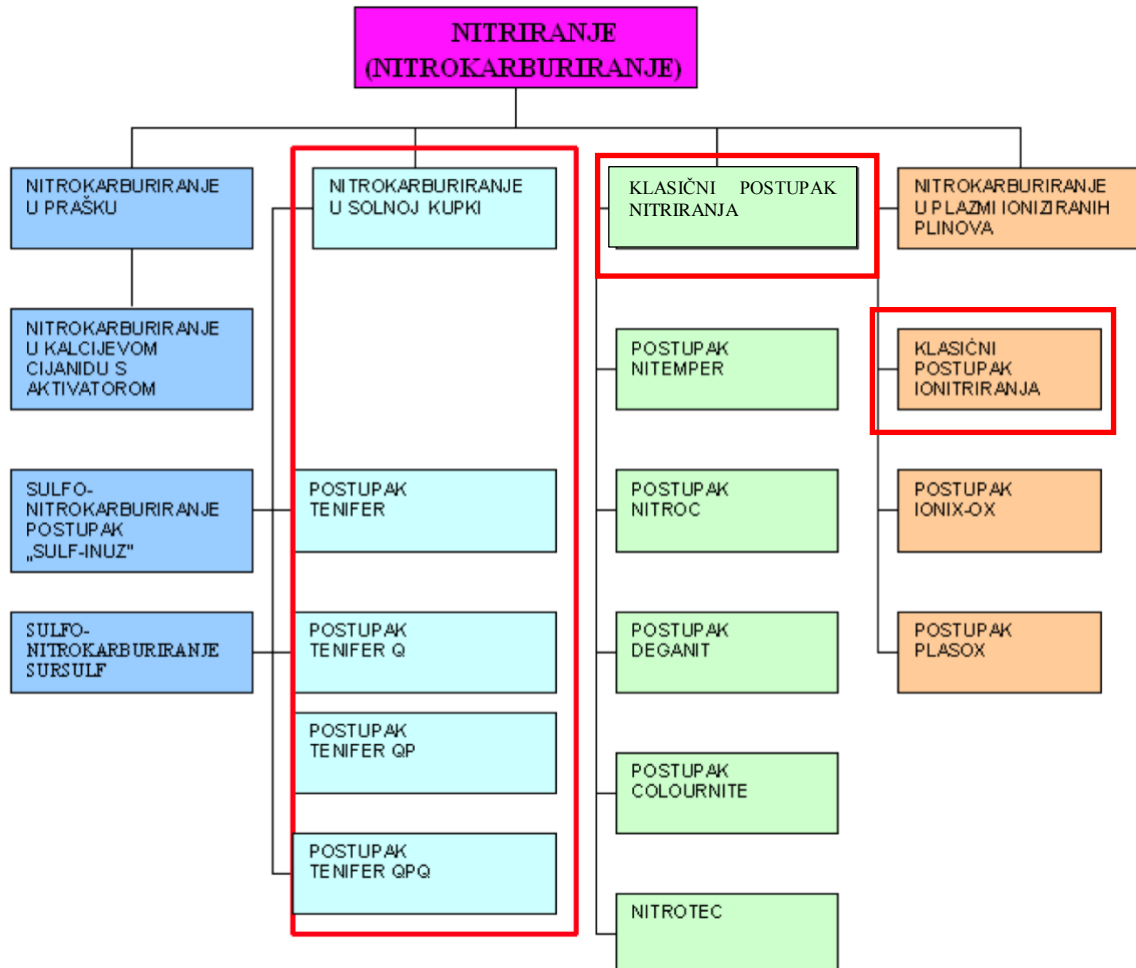 NITRIRANJE
(NITROKARBURIRANJE)
NITROKARBURIRANJE
U PRAŠKU
NITROKARBURIRANJE
U SOLNOJ KUPKI
KLASIČNI POSTUPAK
NITRIRANJA
NITROKARBURIRANJE
U PLAZMI IONIZIRANIH
PLINOVA
NITROKARBURIRANJE
U KALCIJEVOM
CIJANIDU S
AKTIVATOROM
POSTUPAK
NITEMPER
KLASIČNI
POSTUPAK
IONITRIRANJA
SULFO-
NITROKARBURIRANJE
POSTUPAK
„SULF-INUZ"
POSTUPAK
TENIFER
POSTUPAK
NITROC
POSTUPAK
IONIX-OX
SULFO-
NITROKARBURIRANJE
SURSULF
POSTUPAK
TENIFER Q
POSTUPAK
DEGANIT
POSTUPAK
PLASOX
POSTUPAK
TENIFER QP
POSTUPAK
COLOURNITE
POSTUPAK
TENIFER QPQ
NITROTEC